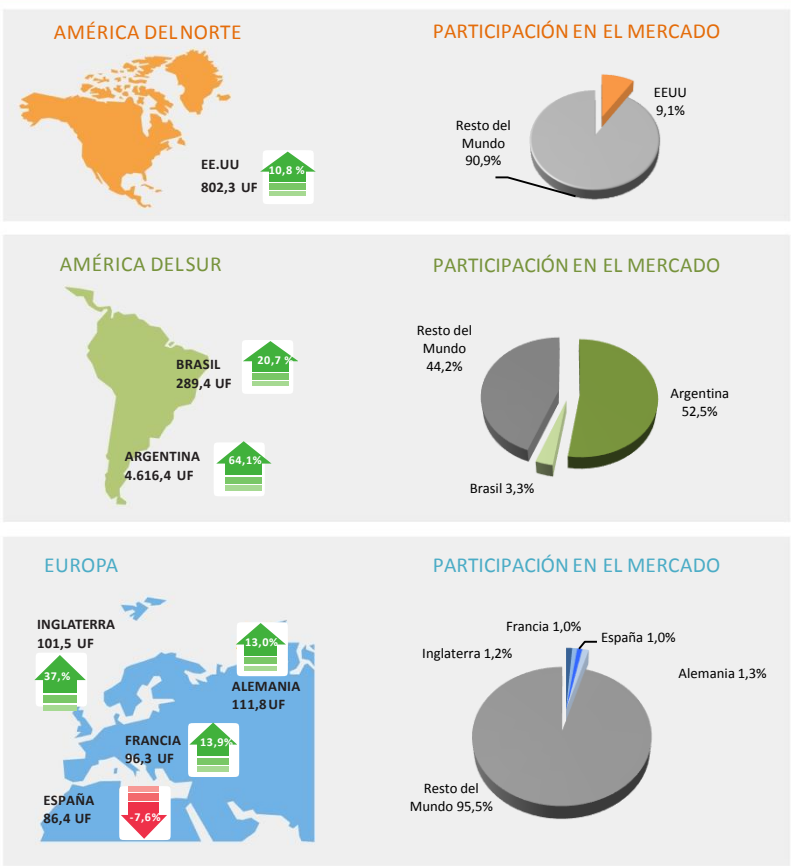 AMÉRICA DELNORTE
PARTICIPACIÓN EN EL MERCADO
EE.UU
802,3 UF
10,8 %
EEUU
9,1%
Resto del
Mundo
90,9%
AMÉRICA DELSUR
PARTICIPACIÓN EN EL MERCADO
BRASIL
289,4 UF
20,7 %
ARGENTINA
4.616,4 UF
64,1%
Resto del
Mundo
44,2%
Argentina
52,5%
Brasil 3,3%
EUROPA
PARTICIPACIÓN EN EL MERCADO
INGLATERRA
101,5 UF
37,%
13,0%
ALEMANIA
111,8UF
FRANCIA
96,3 UF
13,9%
ESPAÑA
86,4 UF
-7,6%
Francia 1,0%
España 1,0%
Inglaterra 1,2%
Alemania 1,3%
Resto del
Mundo 95,5%